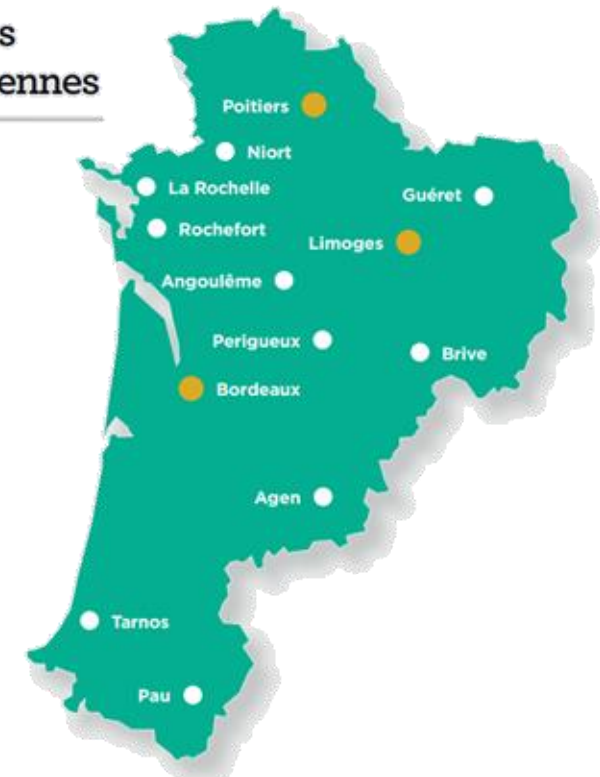 s
ennes
Poitiers
Niort
La Rochelle
Guéret
Rochefort
Limoges
Angoulême
Perigueux
Brive
Bordeaux
Agen
Tarnos
Pau